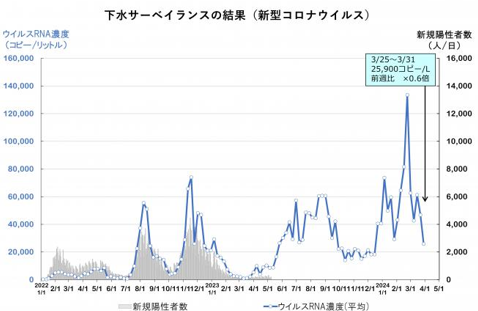 下水サーベイランスの結果（新型コロナウイルス）
ウイルスRNA濃度
（コピー/リットル）
新規陽性者数
（人/日）
3/25～3/31
25,900コピー/L
前週比　×0.6倍
160,000
140,000
120,000
100,000
80,000
60,000
40,000
20,000
0
16,000
14,000
12,000
10,000
8,000
6,000
4,000
2,000
0
2022 2023 2024
1/1 2/1 3/1 4/1 5/1 6/1 7/1 8/1 9/1 10/1 11/1 12/1 1/1 2/1 3/1 4/1 5/1 6/1 7/1 8/1 9/1 10/1 11/1 12/1 1/1 2/1 3/1 4/1 5/1
新規陽性者数 ウイルスRNA濃度(平均)